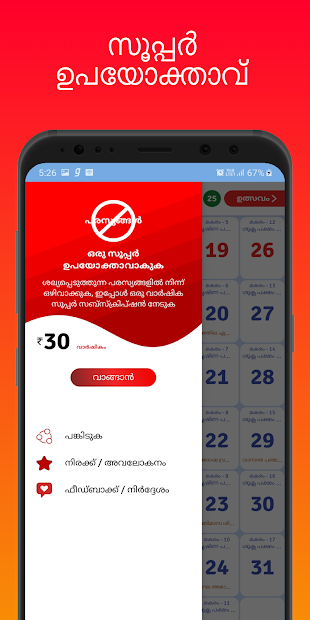 സൂപ്പർ
ഉപയോക്താവ്
5:26
67%
25
ഉത്സവം
പരസ്യങ്ങൾ
ഒരു സൂപ്പർ
ഉപയോക്താവാകുക
ശല്യപ്പെടുത്തുന്ന പരസ്യങ്ങളിൽ നിന്ന്
ഒഴിവാക്കുക, ഇപ്പോൾ ഒരു വാർഷിക
സൂപ്പർ സബ്സ്ക്രിപ്ഷൻ നേടുക
₹30 വാർഷികം
വാങ്ങാൻ
പങ്കിടുക
നിരക്ക് / അവലോകനം
ഫീഡ്ബാക്ക് / നിർദ്ദേശം
19 26
20 27
21 28
22 29
23 30
24 31